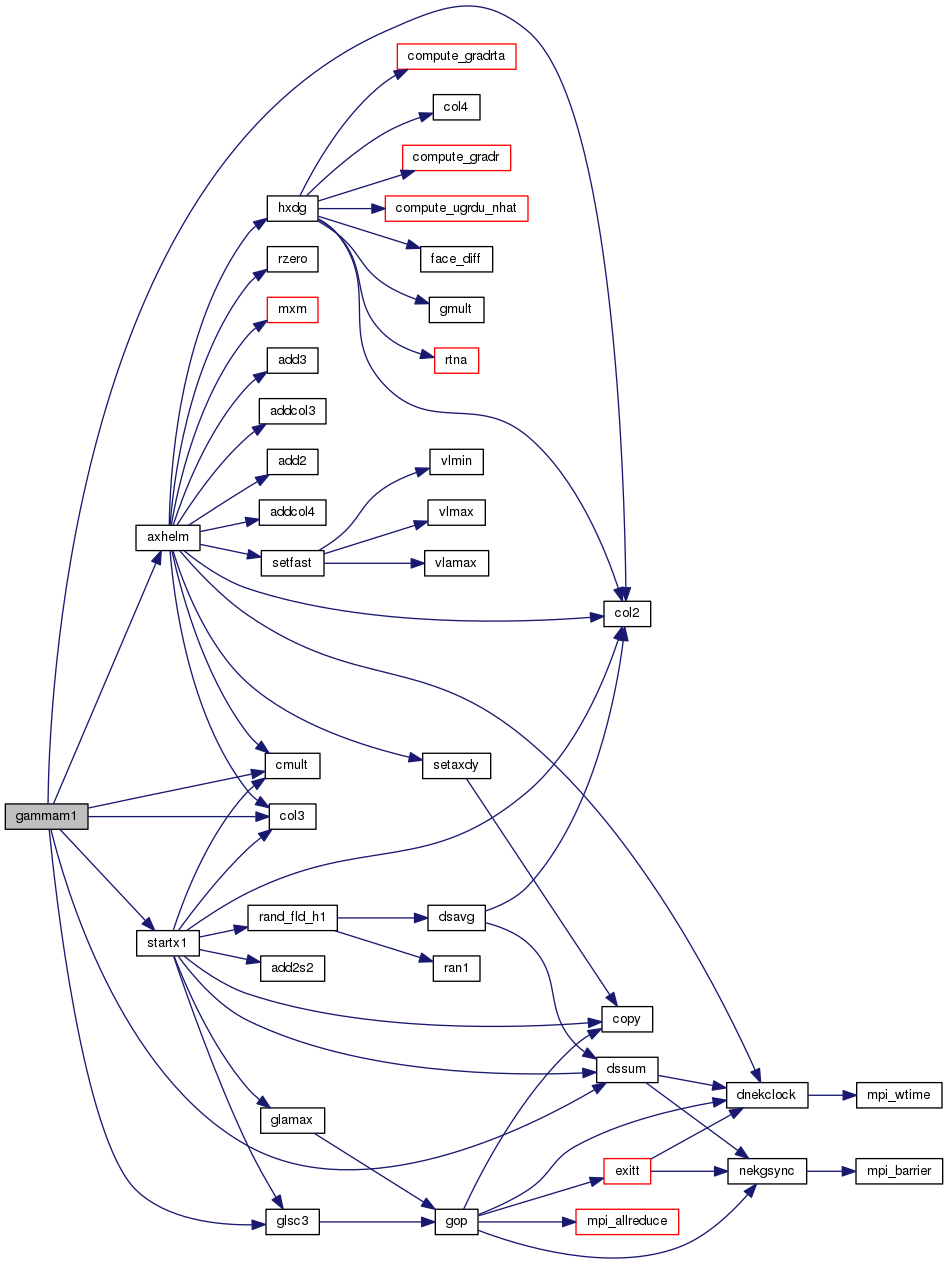 compute_gradrta
col4
compute_gradr
hxdg
compute_ugrdu_nhat
rzero
face_diff
mxm
gmult
add3
rtna
addcol3
add2
vlmin
addcol4
vlmax
axhelm
setfast
vlamax
col2
cmult
setaxdy
gammam1
col3
rand_fld_h1
dsavg
startx1
add2s2
ran1
copy
dssum
dnekclock
mpi_wtime
glamax
exitt
nekgsync
mpi_barrier
glsc3
gop
mpi_allreduce